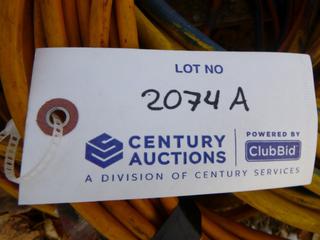 LOT NO
2074 A
CENTURY
AUCTIONS
POWERED BY
ClubBid
A DIVISION OF CENTURY SERVICES